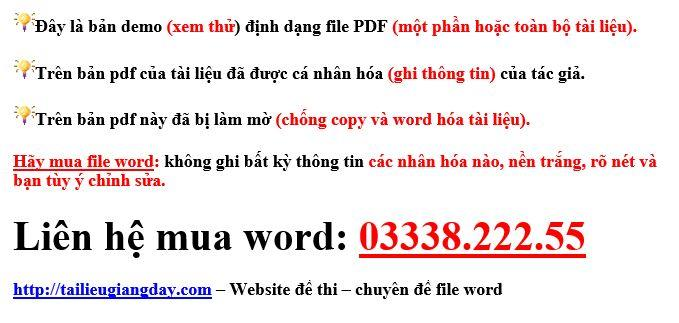 Đây là bản demo (xem thử) định dạng file PDF (một phần hoặc toàn bộ tài liệu).
Trên bản pdf của tài liệu đã được cá nhân hóa (ghi thông tin) của tác giả.
Trên bản pdf này đã bị làm mờ (chống copy và word hóa tài liệu).
Hãy mua file word: không ghi bất kỳ thông tin các nhân hóa nào, nền trắng, rõ nét và
bạn tùy ý chỉnh sửa.
Liên hệ mua word: 03338.222.55
http://tailieugiangday.com – Website đề thi – chuyên đề file word